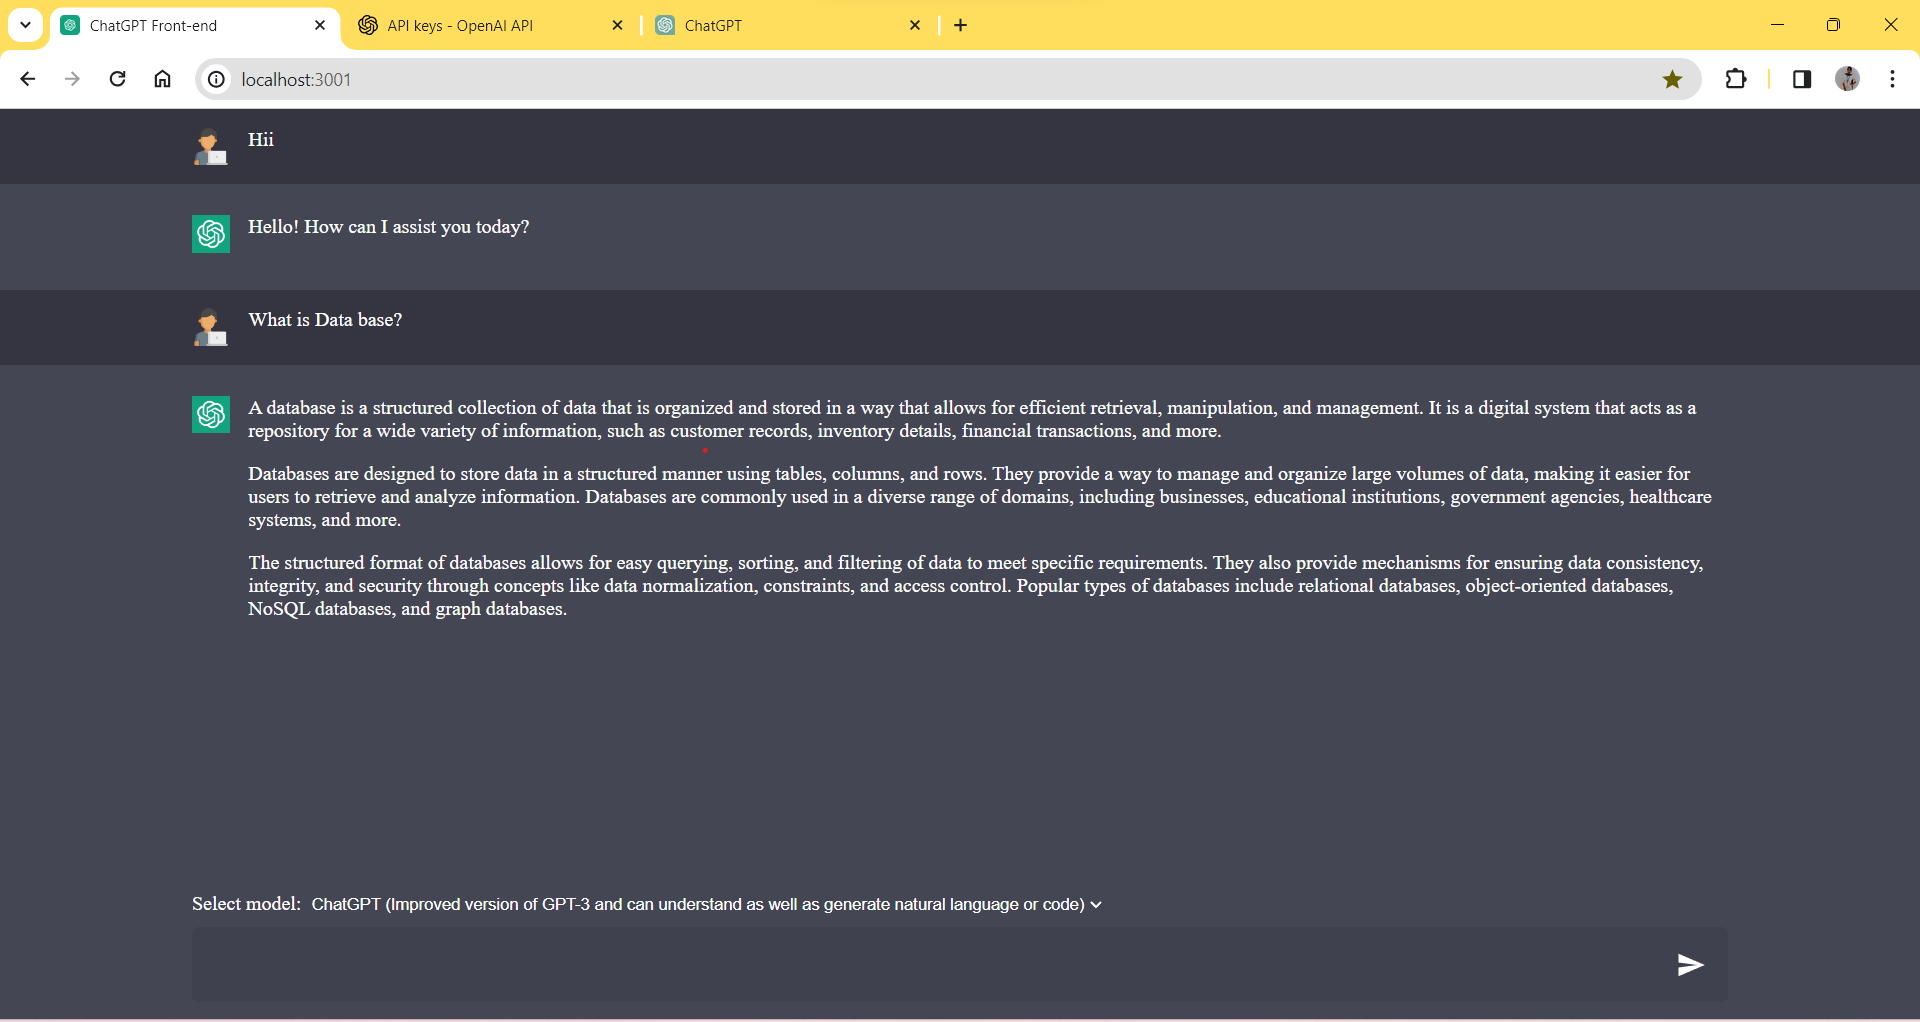 ChatGPT Front-end
API keys - OpenAI API
ChatGPT
localhost:3001
Hii
Hello! How can I assist you today?
What is Data base?
A database is a structured collection of data that is organized and stored in a way that allows for efficient retrieval, manipulation, and management. It is a digital system that acts as a
repository for a wide variety of information, such as customer records, inventory details, financial transactions, and more.
Databases are designed to store data in a structured manner using tables, columns, and rows. They provide a way to manage and organize large volumes of data, making it easier for
users to retrieve and analyze information. Databases are commonly used in a diverse range of domains, including businesses, educational institutions, government agencies, healthcare
systems, and more.
The structured format of databases allows for easy querying, sorting, and filtering of data to meet specific requirements. They also provide mechanisms for ensuring data consistency,
integrity, and security through concepts like data normalization, constraints, and access control. Popular types of databases include relational databases, object-oriented databases,
NoSQL databases, and graph databases.
Select model: ChatGPT (Improved version of GPT-3 and can understand as well as generate natural language or code)